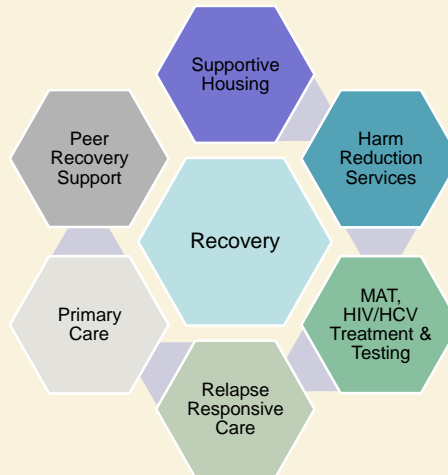 Supportive
Housing
Harm
Reduction
Services
MAT,
HIV/HCV
Treatment &
Testing
Relapse
Responsive
Care
Primary
Care
Peer
Recovery
Support
Recovery